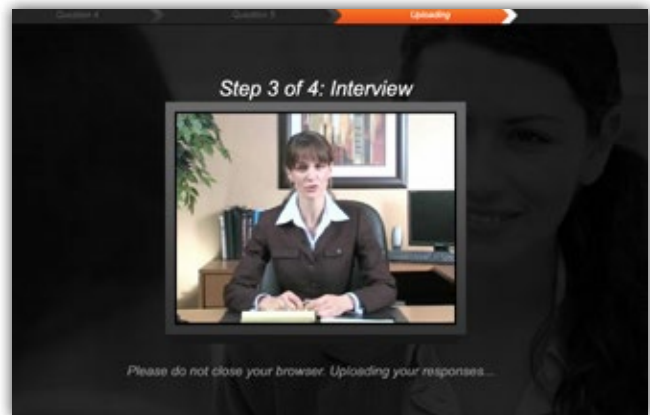 Question 4
Question 5
Uploading
Step 3 of 4: Interview
Please do not close your browser. Uploading your responses...